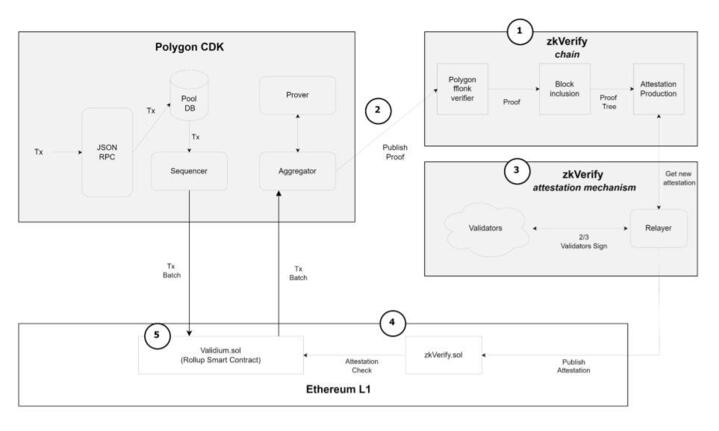 Polygon CDK
Tx
JSON
RPC
Tx
Pool
DB
Tx
Sequencer
Prover
Aggregator
2
Publish
Proof
1
zkVerify
chain
Polygon
fflonk
verifier
Proof
Block
inclusion
Proof
Tree
Attestation
Production
3
zkVerify
attestation mechanism
Get new
attestation
Validators
2/3
Validators Sign
Relayer
Tx
Batch
Tx
Batch
5
Validium.sol
(Rollup Smart Contract)
4
Attestation
Check
zkVerify.sol
Publish
Attestation
Ethereum L1